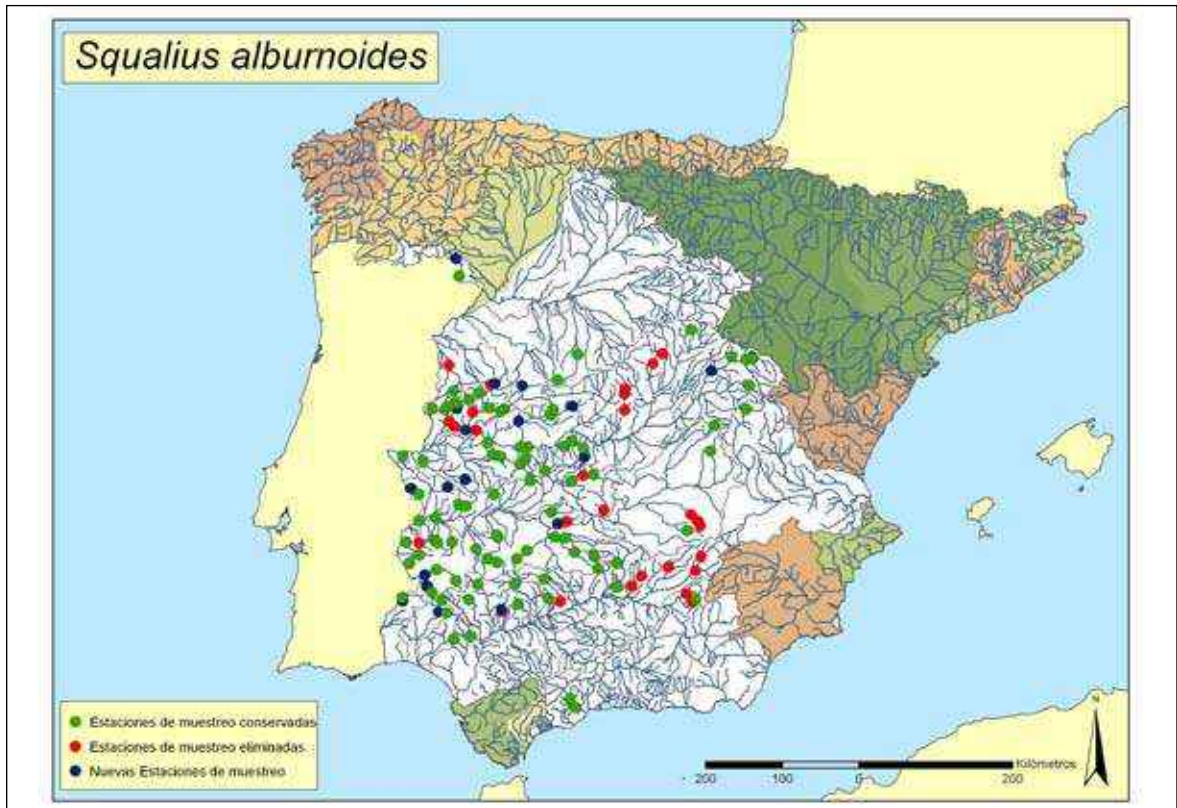 Squalius alburnoides
Estaciones de muestreo conservadas
Estaciones de muestreo eliminadas
Nuevas Estaciones de muestreo
N
200 100 0 200
Kilómetros